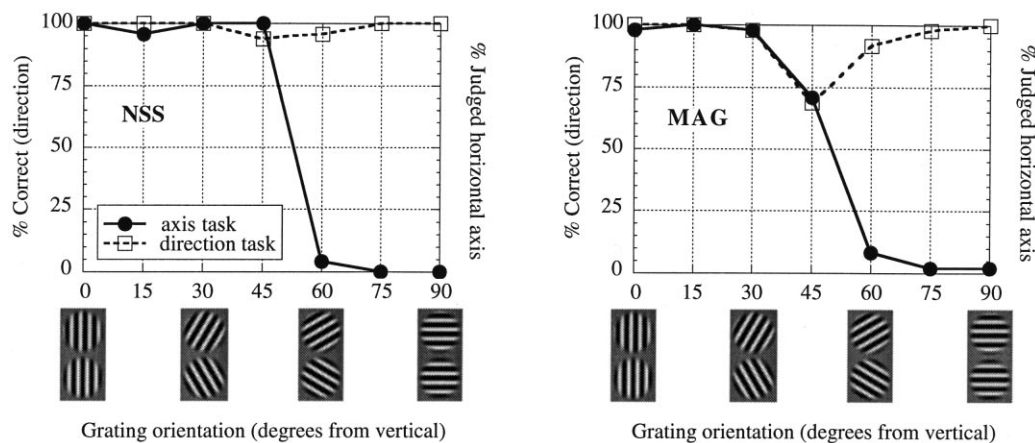 100
75
50
25
0
% Correct (direction)
NSS
axis task
direction task
% Judged horizontal axis
0 15 30 45 60 75 90
Grating orientation (degrees from vertical)
100
75
50
25
0
% Correct (direction)
MAG
% Judged horizontal axis
0 15 30 45 60 75 90
Grating orientation (degrees from vertical)